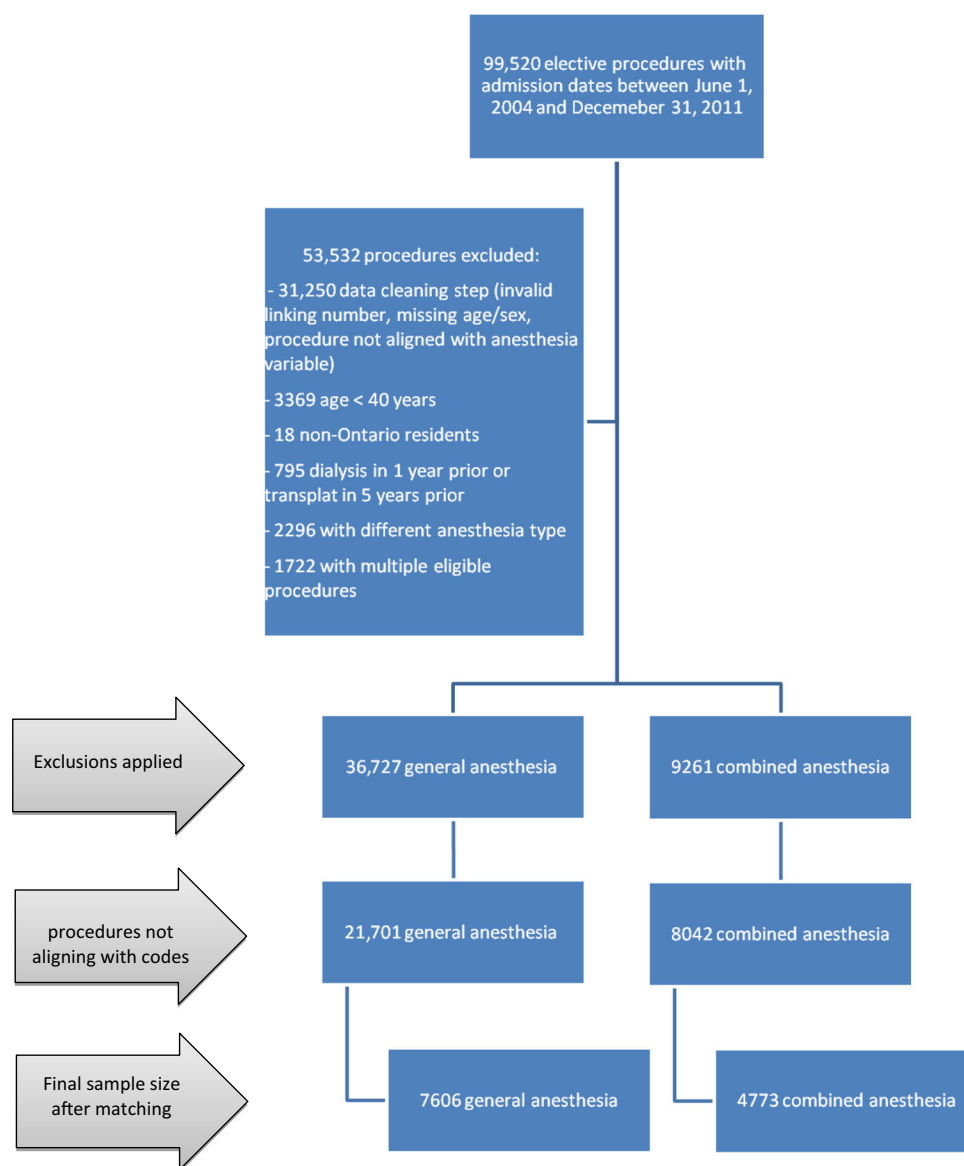 99,520 elective procedures with
admission dates between June 1,
2004 and Decemeber 31, 2011
53,532 procedures excluded:
- 31,250 data cleaning step (invalid
linking number, missing age/sex,
procedure not aligned with anesthesia
variable)
- 3369 age < 40 years
- 18 non-Ontario residents
- 795 dialysis in 1 year prior or
transplat in 5 years prior
- 2296 with different anesthesia type
- 1722 with multiple eligible
procedures
Exclusions applied
36,727 general anesthesia
9261 combined anesthesia
procedures not
aligning with codes
21,701 general anesthesia
8042 combined anesthesia
Final sample size
after matching
7606 general anesthesia
4773 combined anesthesia